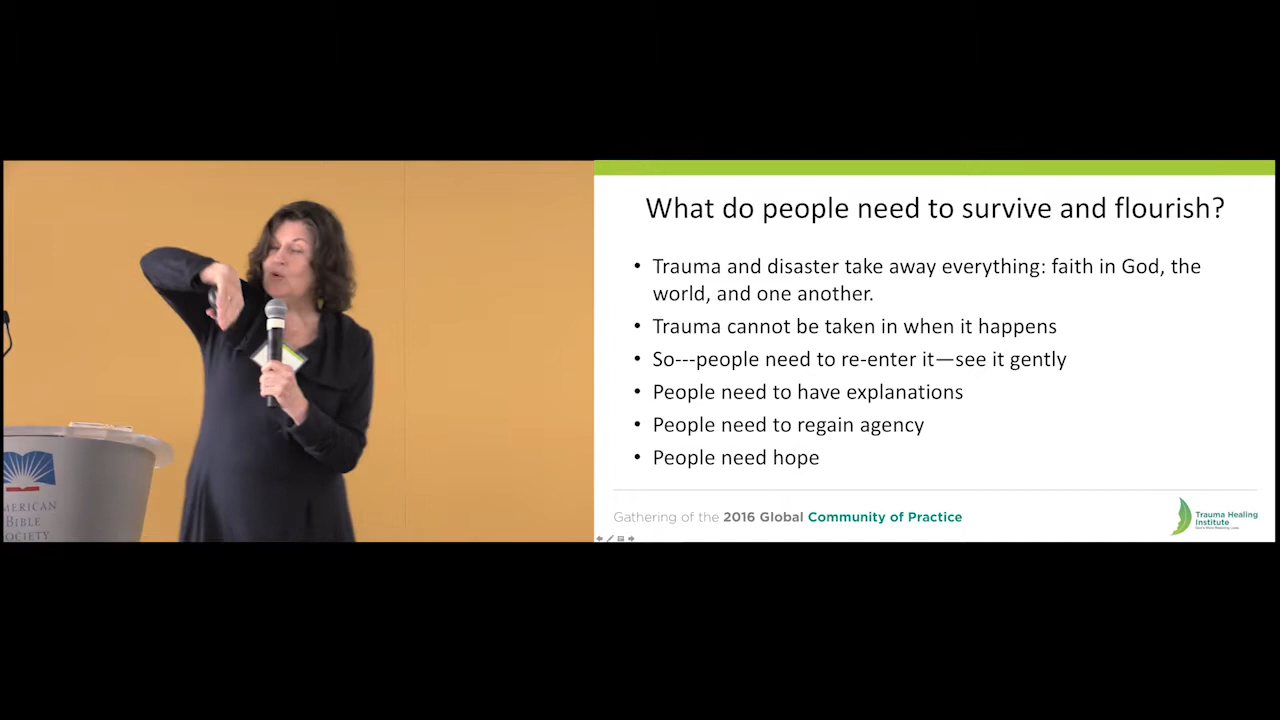 MERICAN
BIBLE
SOCIETY
What do people need to survive and flourish?
• Trauma and disaster take away everything: faith in God, the
world, and one another.
• Trauma cannot be taken in when it happens
• So---people need to re-enter it—see it gently
• People need to have explanations
• People need to regain agency
• People need hope
Gathering of the 2016 Global Community of Practice
Trauma Healing
Institute